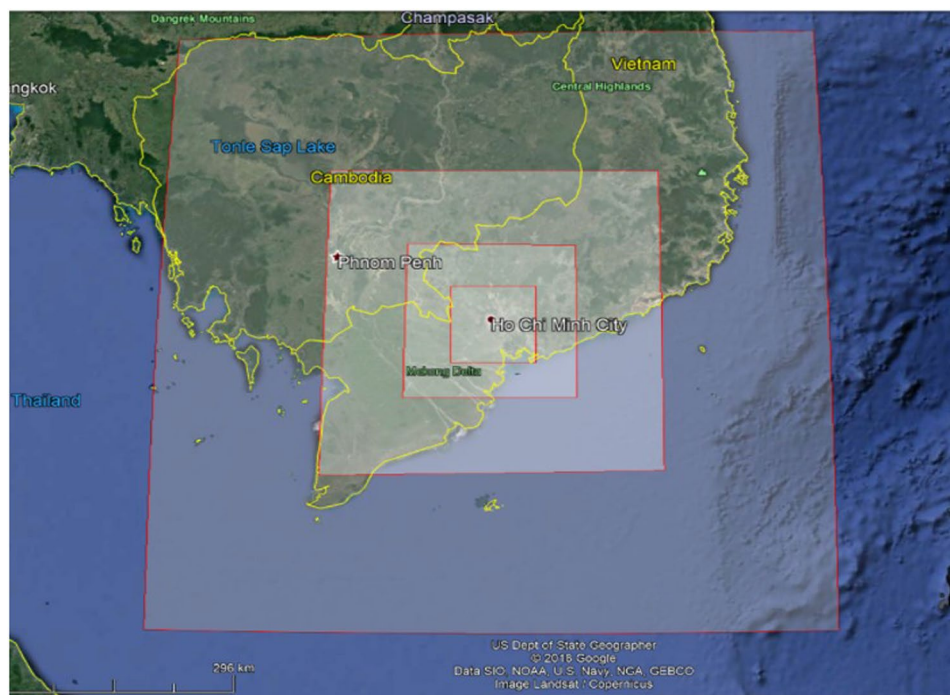 Champasak
Dangrek Mountains
Vietnam
ngkok
Central Highlands
Tonle Sap Lake
Cambodia
Phnom Penh
Ho Chi Minh City
Mekong Delta
Thailand
US Dept of State Geographer
© 2018 Google
296 km
Data SIO, NOAA, U.S. Navy, NGA, GEBCO
Image Landsat / Copernicus